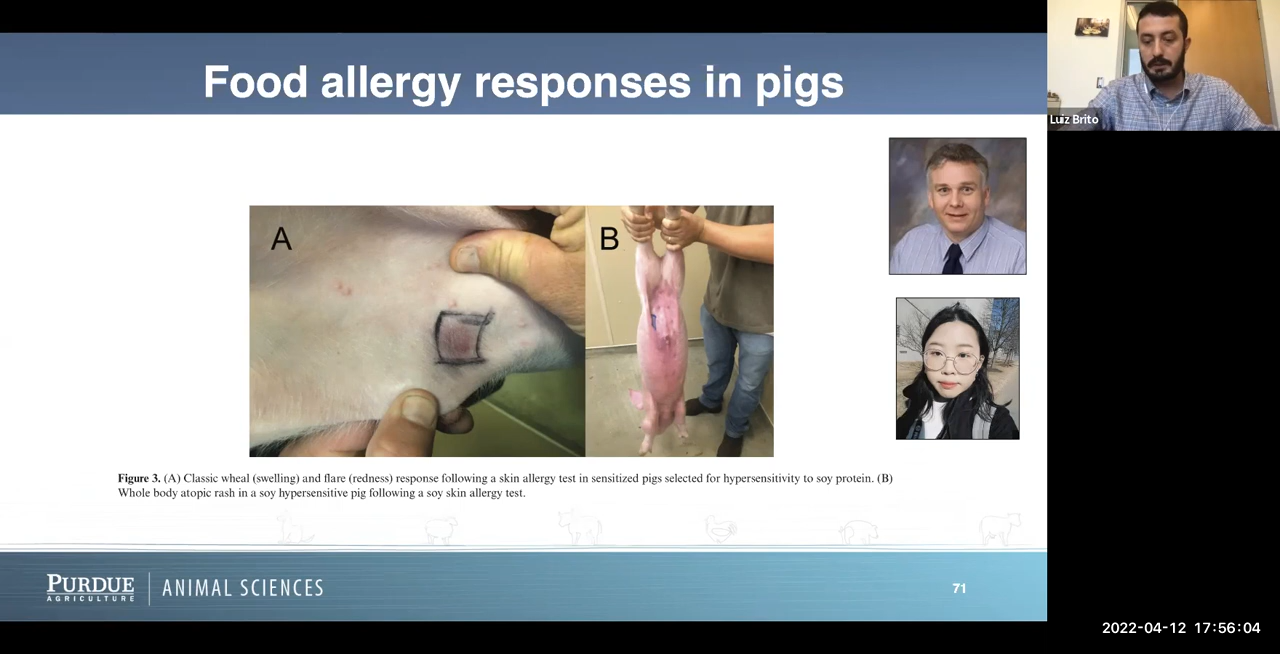 Food allergy responses in pigs
Luiz Brito
A
B
Figure 3. (A) Classic wheal (swelling) and flare (redness) response following a skin allergy test in sensitized pigs selected for hypersensitivity to soy protein. (B)
Whole body atopic rash in a soy hypersensitive pig following a soy skin allergy test.
PURDUE
AGRICULTURE
ANIMAL SCIENCES
71
2022-04-12 17:56:04